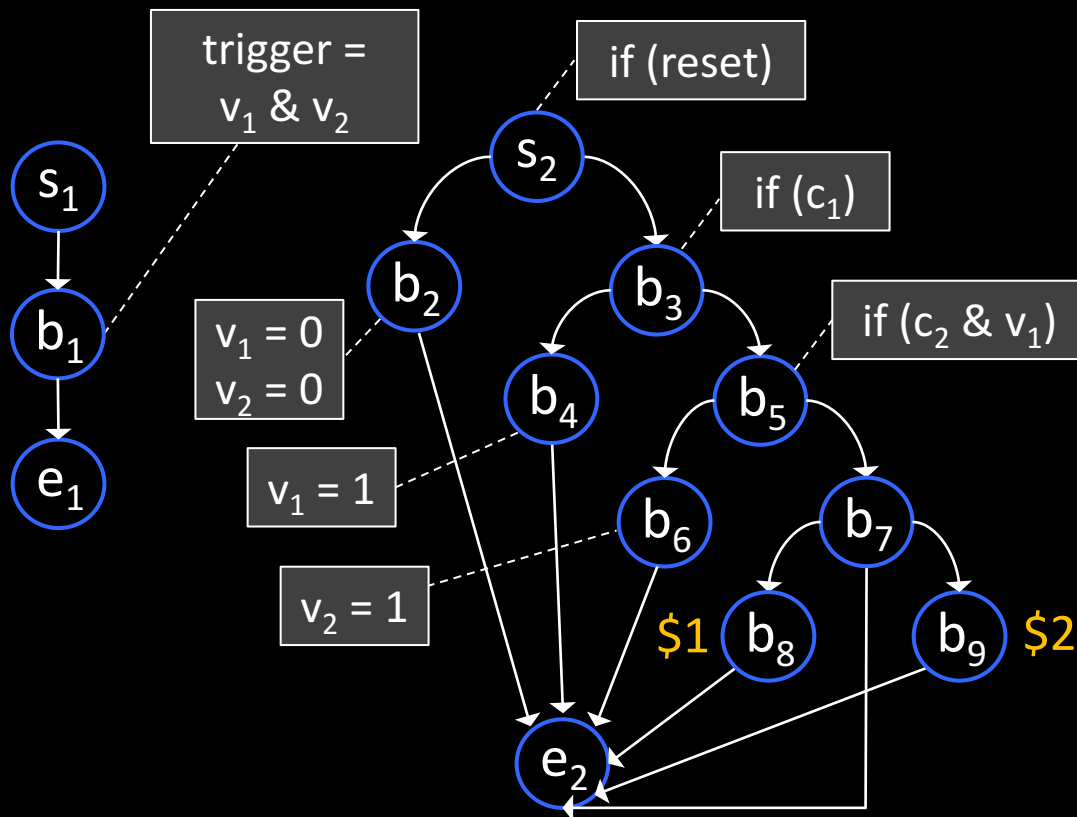 trigger =
v₁ & v₂
if (reset)
s₁
s₂
if (c₁)
b₂
b₃
if (c₂ & v₁)
b₁
v₁ = 0
v₂ = 0
b₄
b₅
e₁
v₁ = 1
b₆
b₇
v₂ = 1
$1
b₈
b₉
$2
e₂